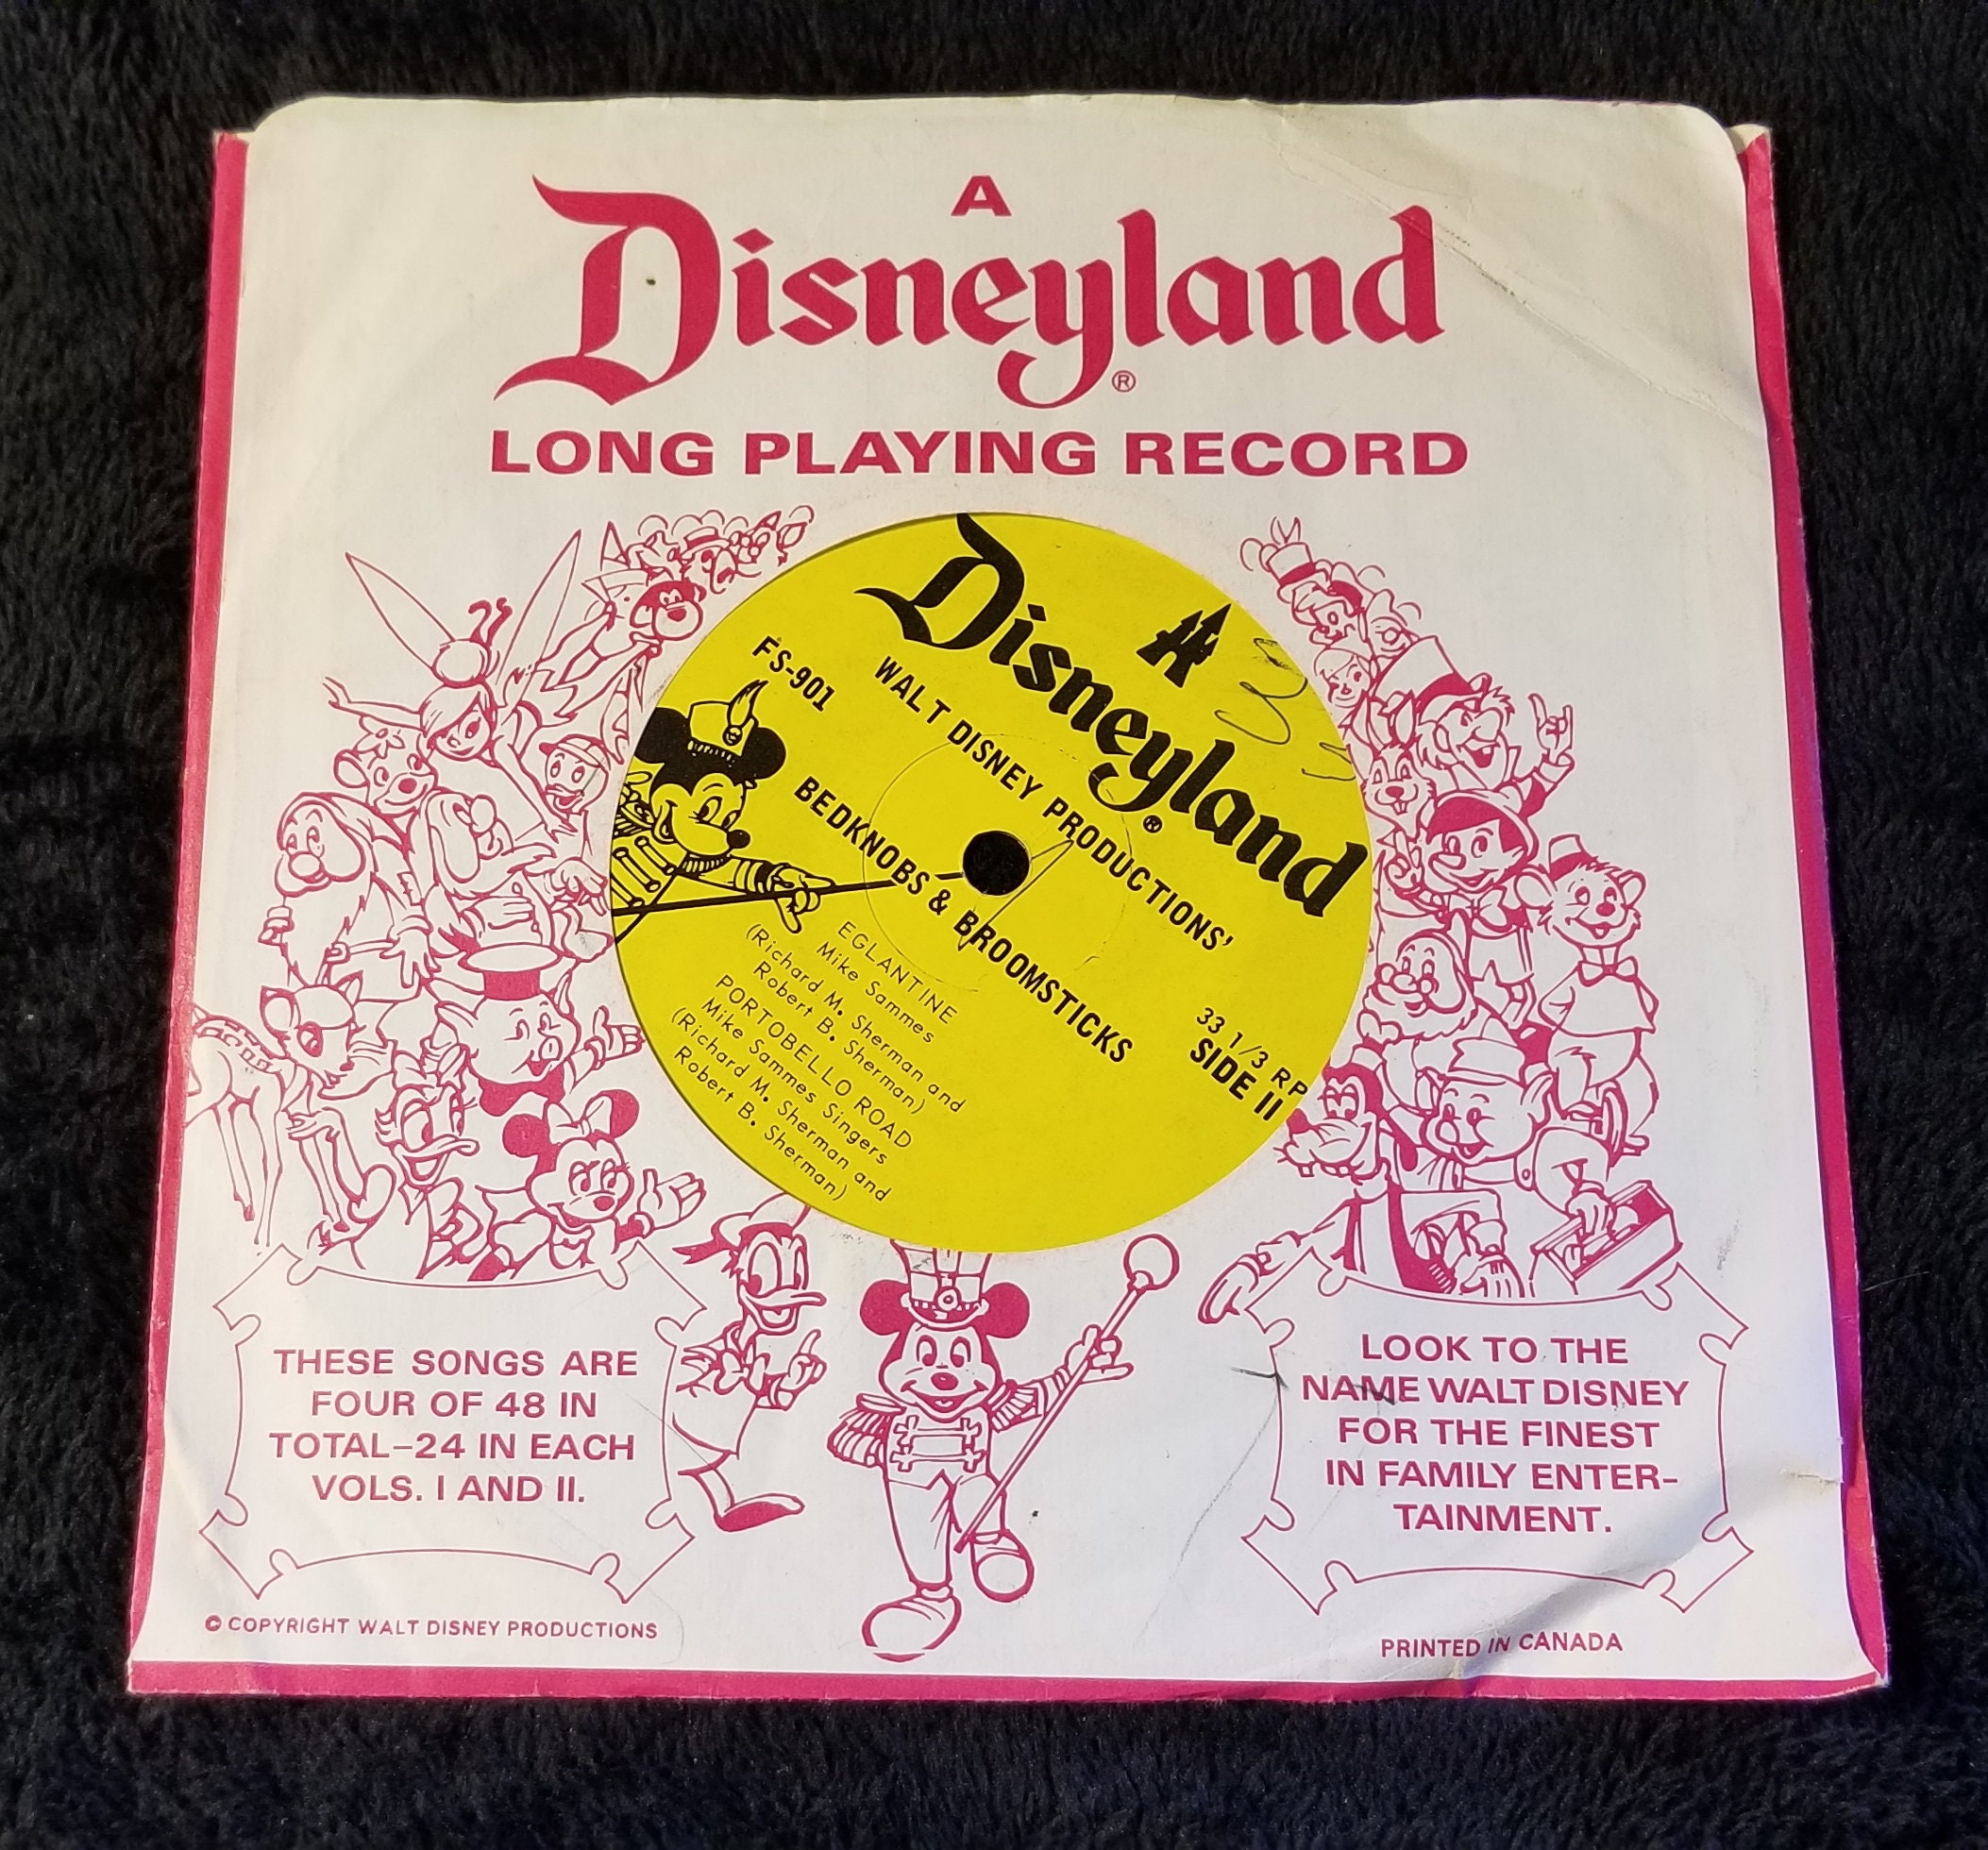 A
Disneyland®
LONG PLAYING RECORD
Disneyland®
FS-901
WALT DISNEY PRODUCTIONS'
BEDKNOBS & BROOMSTICKS
33 1/3 RP
SIDE II
EGLANTINE
Mike Sammes
(Richard M. Sherman and
Robert B. Sherman)
PORTOBELLO ROAD
Mike Sammes Singers
(Richard M. Sherman and
Robert B. Sherman)
THESE SONGS ARE
FOUR OF 48 IN
TOTAL–24 IN EACH
VOLS. I AND II.
LOOK TO THE
NAME WALT DISNEY
FOR THE FINEST
IN FAMILY ENTER-
TAINMENT.
© COPYRIGHT WALT DISNEY PRODUCTIONS
PRINTED IN CANADA